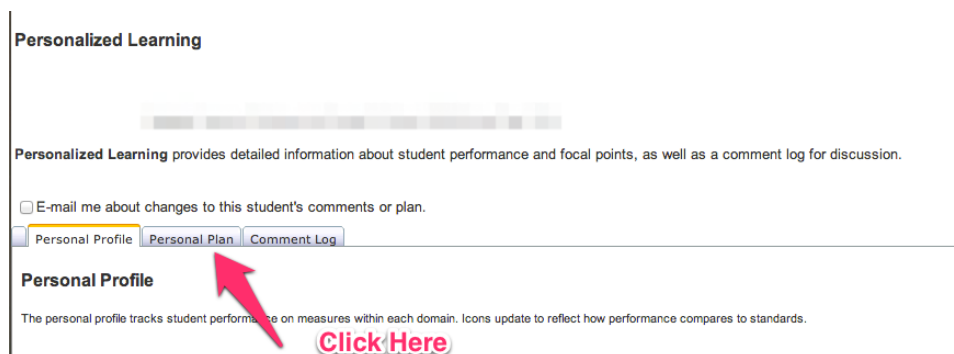 Personalized Learning
Personalized Learning provides detailed information about student performance and focal points, as well as a comment log for discussion.
E-mail me about changes to this student's comments or plan.
Personal Profile Personal Plan Comment Log
Personal Profile
The personal profile tracks student performance on measures within each domain. Icons update to reflect how performance compares to standards.
Click Here